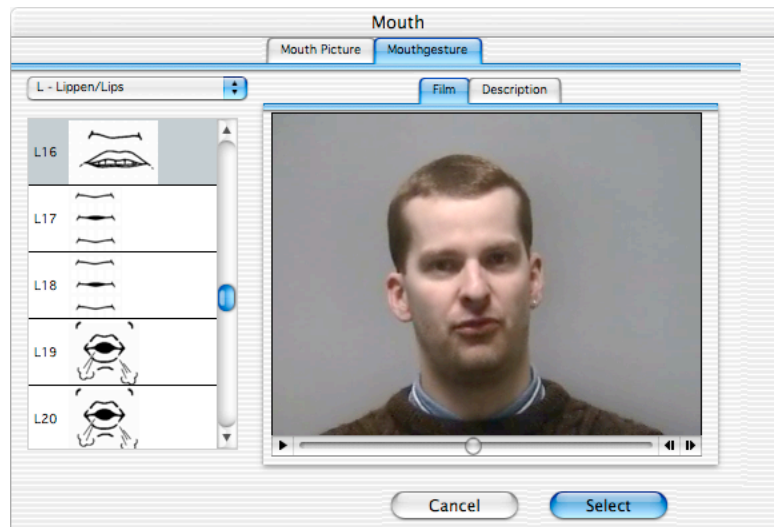 Mouth
Mouth Picture Mouthgesture
L - Lippen/Lips
Film Description
L16
L17
L18
L19
L20
Cancel Select